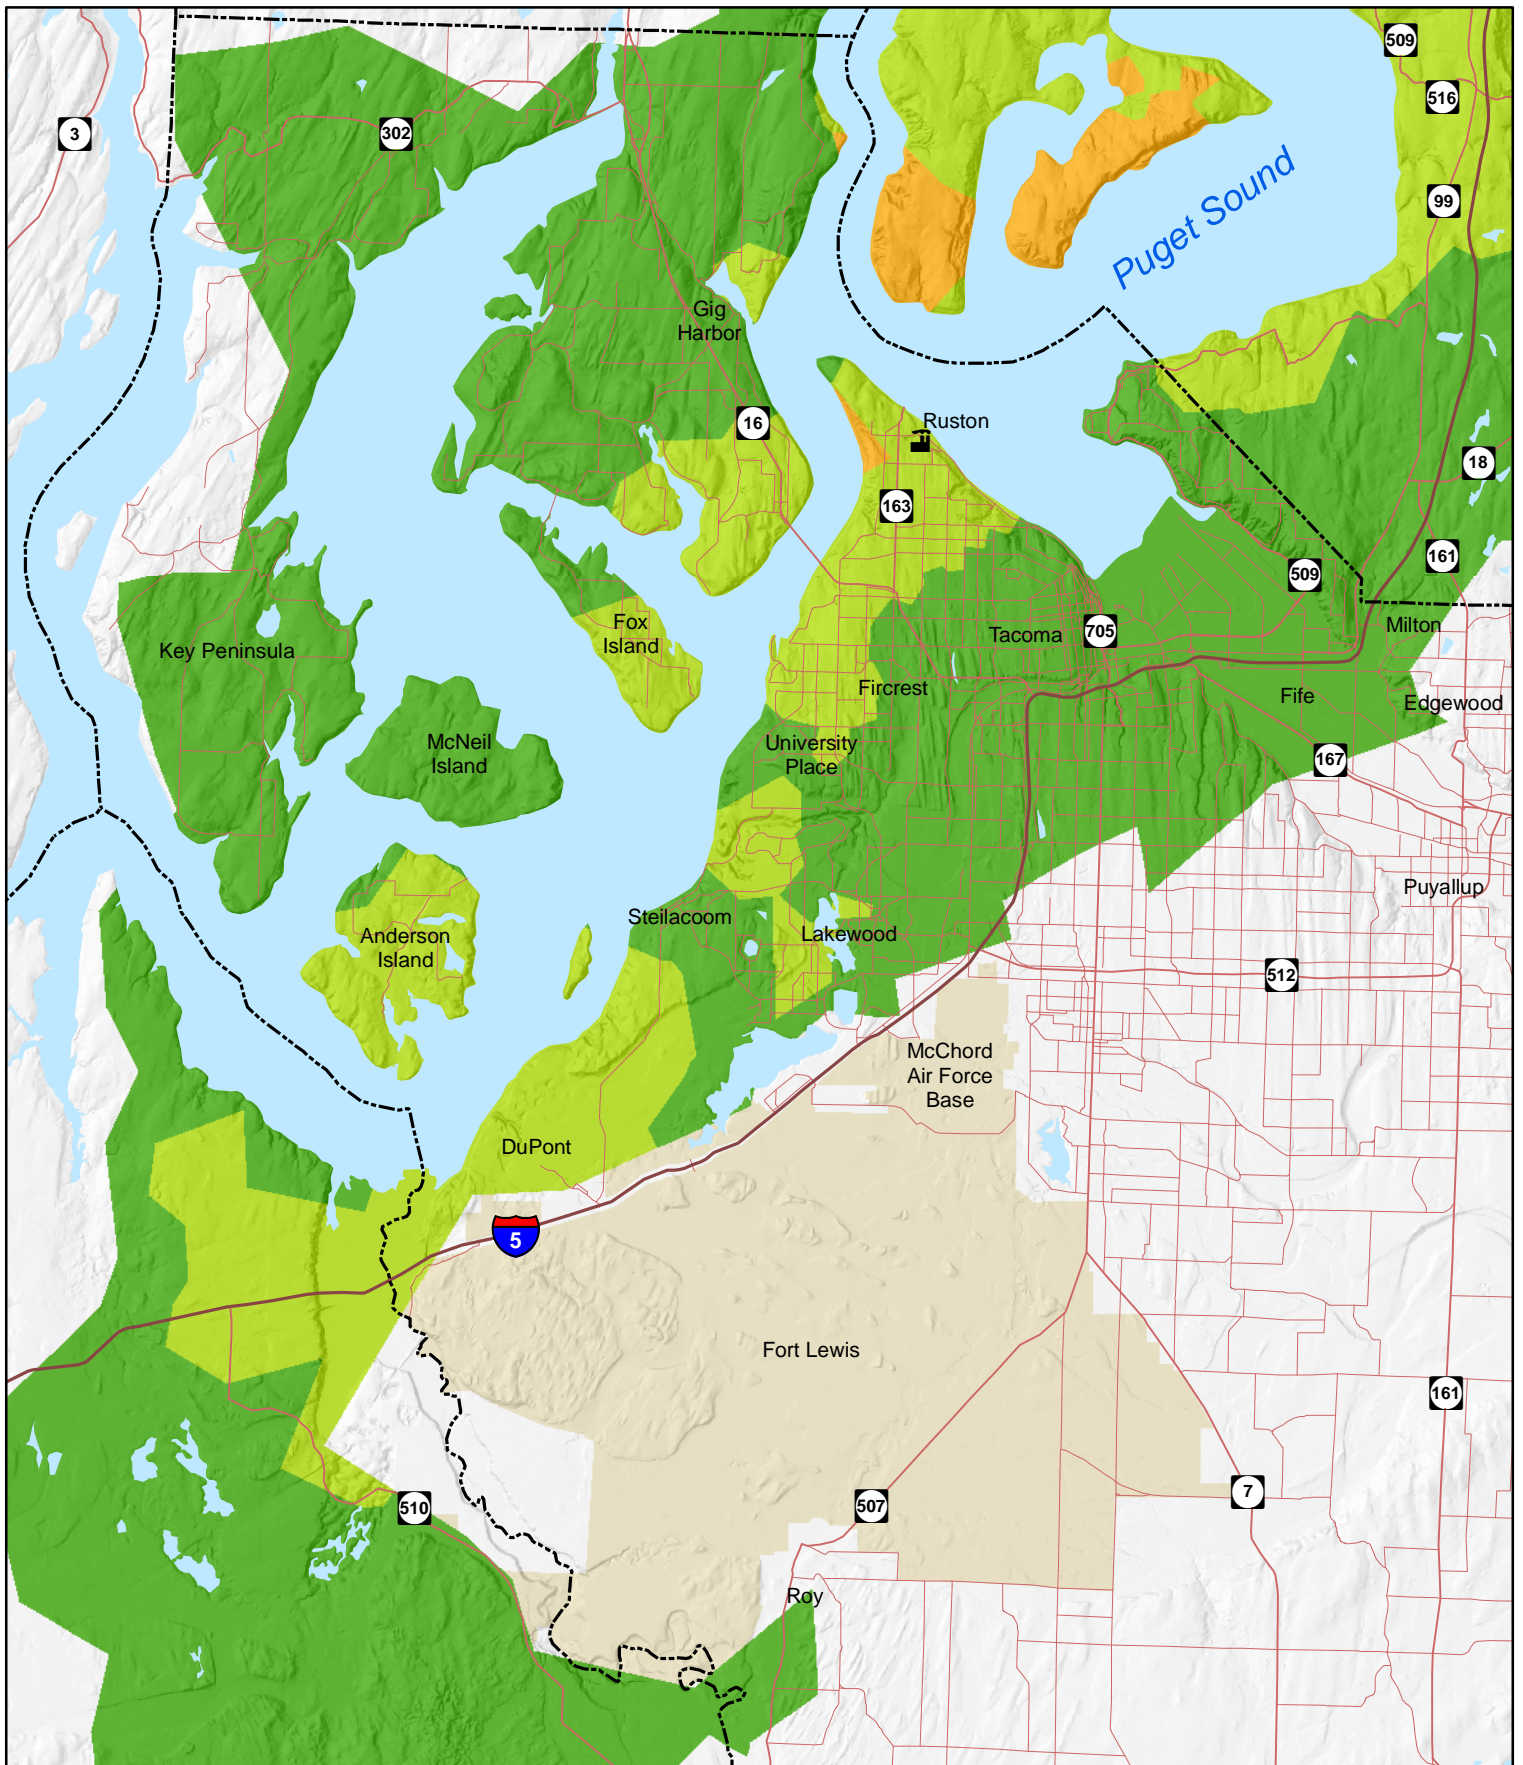 509
516
3
302
Puget Sound
99
Gig
Harbor
16
Ruston
18
163
161
509
Fox
Island
Tacoma
705
Milton
Key Peninsula
Fircrest
Fife
Edgewood
McNeil
Island
University
Place
167
Puyallup
Steilacoom
Anderson
Island
Lakewood
512
McChord
Air Force
Base
DuPont
5
Fort Lewis
161
510
507
7
Roy